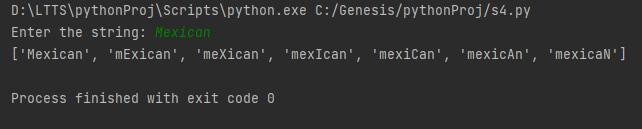 D:\LTTS\pythonProj\Scripts\python.exe C:/Genesis/pythonProj/s4.py
Enter the string: Mexican
['Mexican', 'mExican', 'meXican', 'mexIcan', 'mexiCan', 'mexicAn', 'mexicaN']
Process finished with exit code 0